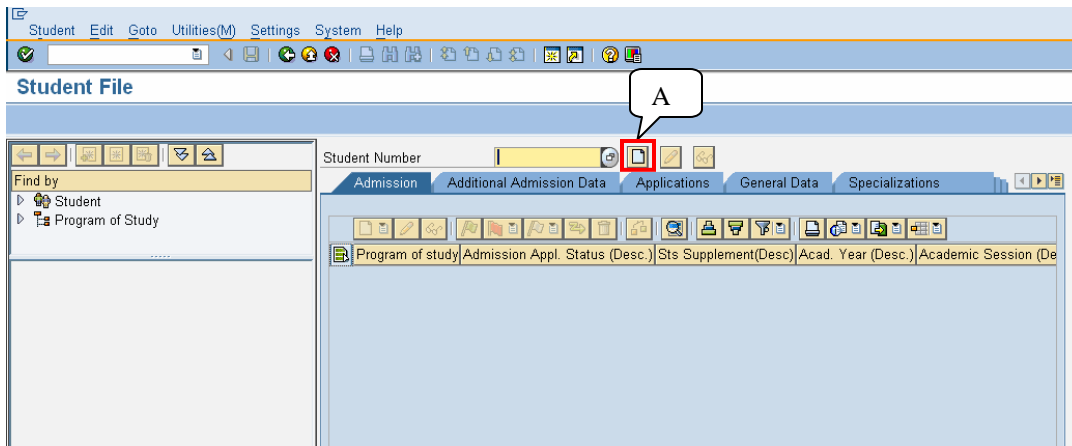 Student Edit Goto Utilities(M) Settings System Help
Student File
A
Student Number
Find by
Student
Program of Study
Admission Additional Admission Data Applications General Data Specializations
Program of study Admission Appl. Status (Desc.) Sts Supplement(Desc) Acad. Year (Desc.) Academic Session (De